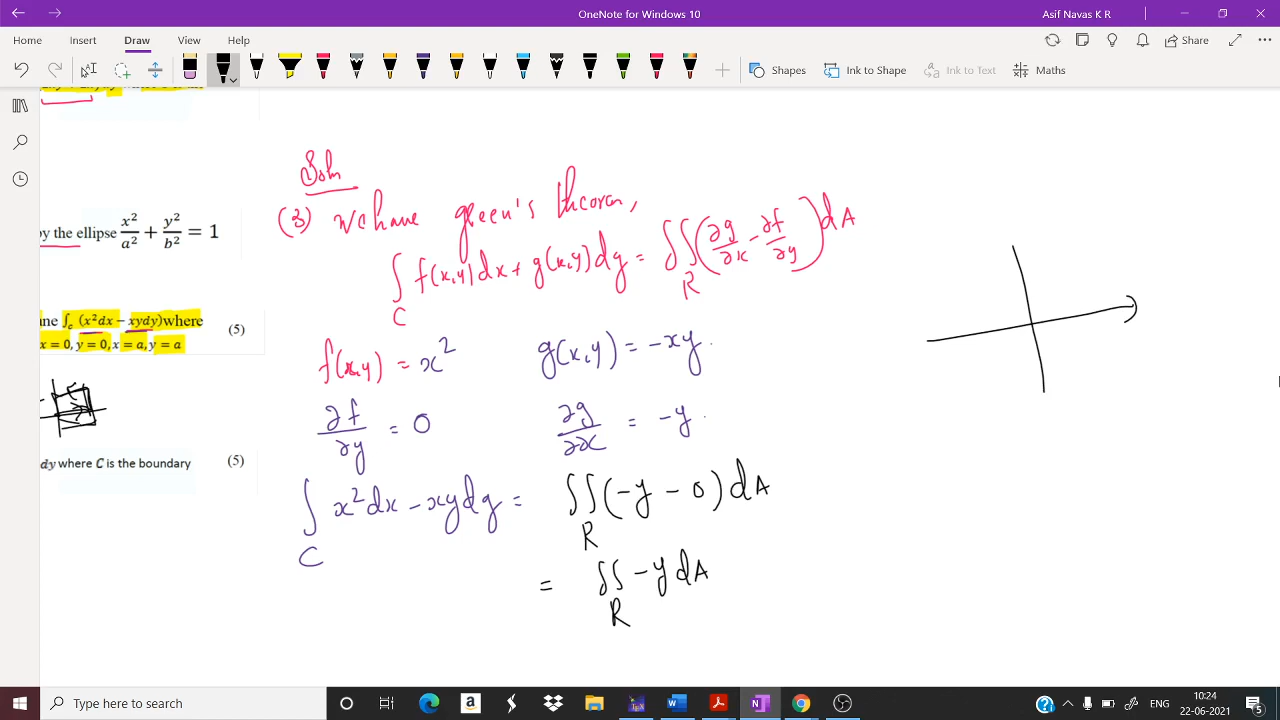 OneNote for Windows 10
Asif Navas K R
Home Insert Draw View Help
Share
Shapes Ink to Shape Ink to Text Maths
by the ellipse x²/a² + y²/b² = 1
∫c (x²dx − xydy)where
x = 0, y = 0, x = a, y = a
(5)
dy where C is the boundary
(5)
Soln
(3) We have green's theorem,
∫C f(x,y)dx + g(x,y)dy = ∬R (∂g/∂x - ∂f/∂y) dA
f(x,y) = x² g(x,y) = -xy
∂f/∂y = 0 ∂g/∂x = -y
∫C x²dx - xydy = ∬R (-y - 0) dA
= ∬R -y dA
Type here to search
10:24
22-06-2021
5